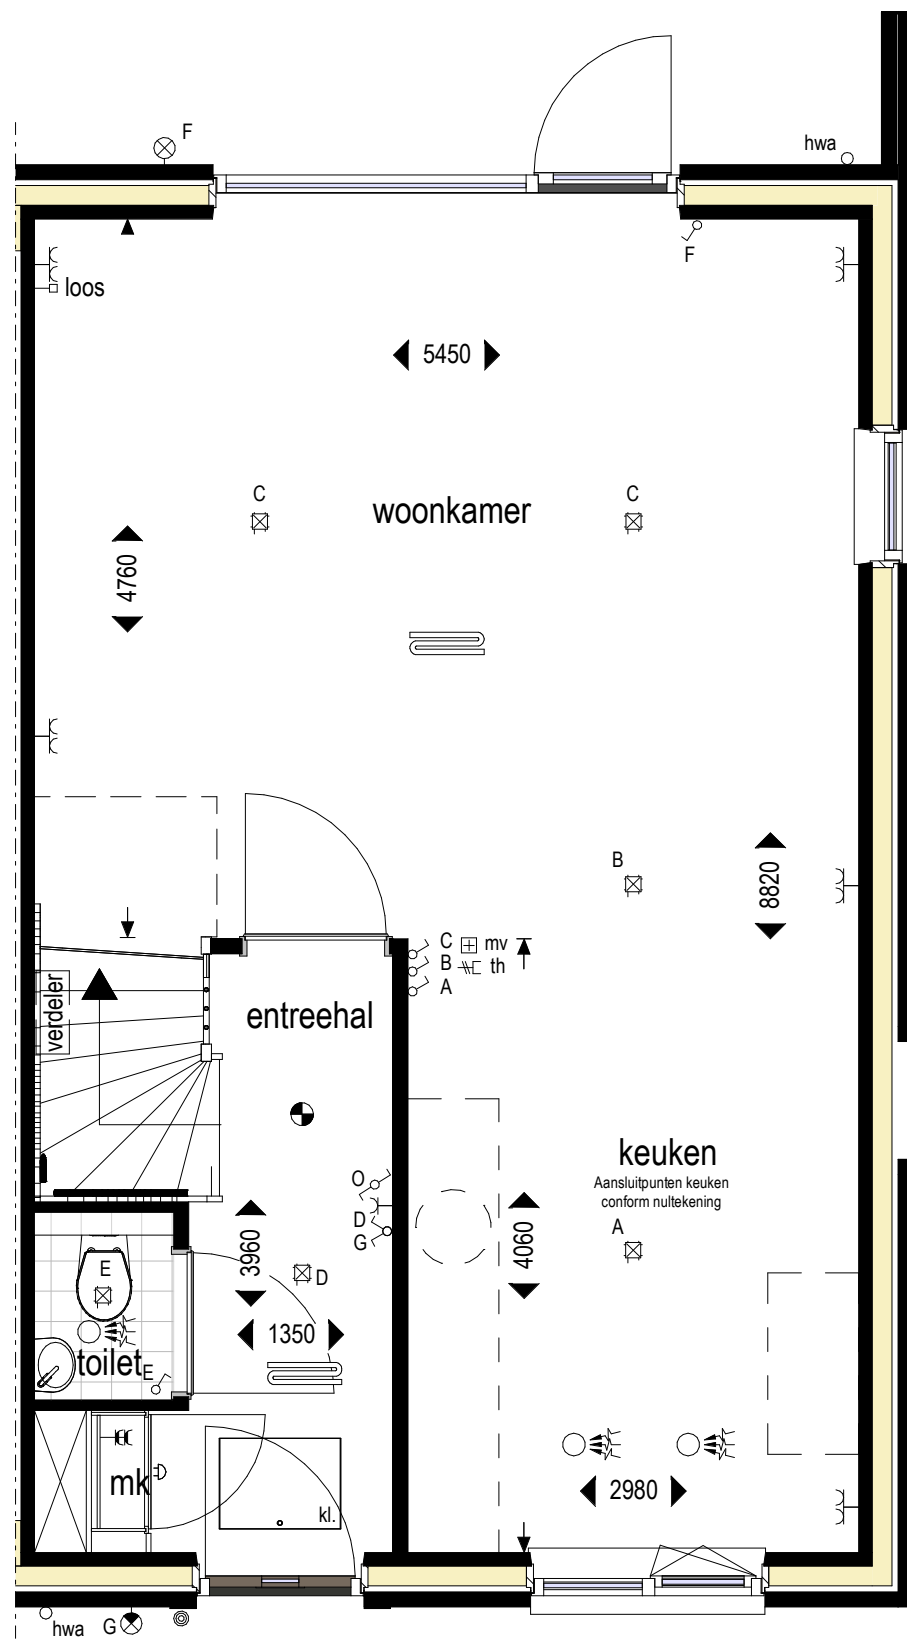 F
hwa
F
loos
5450
C
C
woonkamer
4760
B
8820
C mv
B th
A
verdeler
entreehal
keuken
Aansluitpunten keuken
conform nultekening
O
D
G
A
3960
4060
E
D
1350
toilet E
mk
2980
kl.
hwa
G